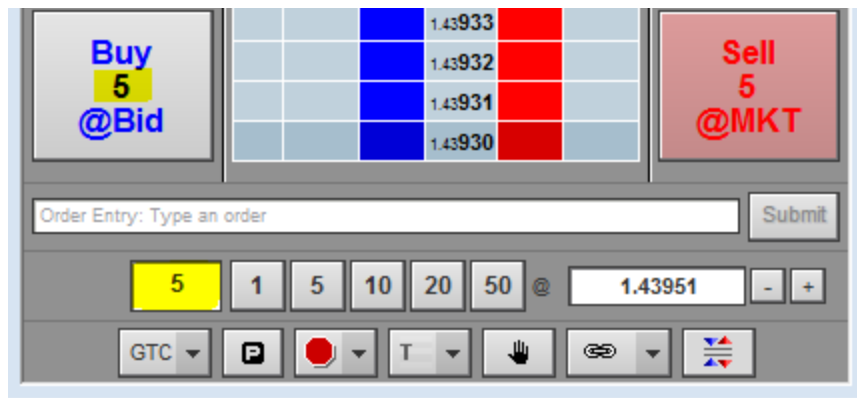 1.43933
Buy
5
@Bid
1.43932
1.43931
1.43930
Sell
5
@MKT
Order Entry: Type an order
Submit
5 1 5 10 20 50 @ 1.43951 - +
GTC P T